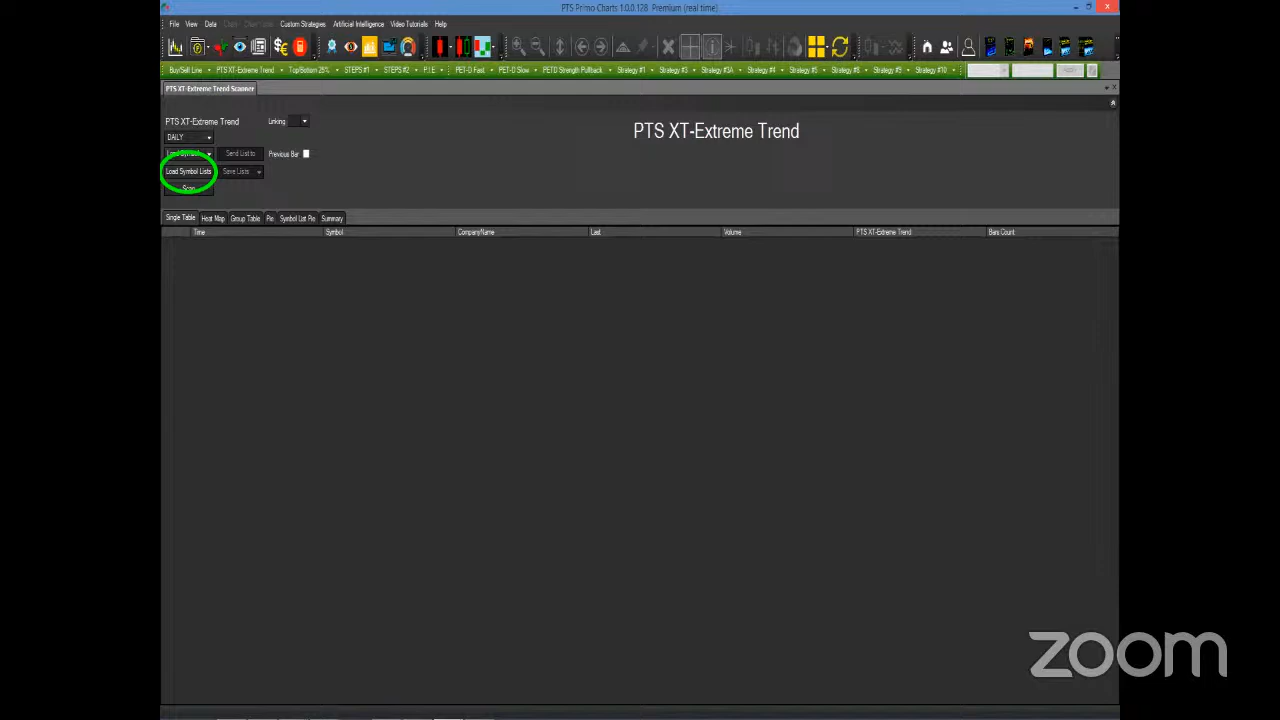 PTS Primo Charts 1.0.0.128 Premium (real time)
File View Data Custom Strategies Artificial Intelligence Video Tutorials Help
Buy/Sell Line PTS XT-Extreme Trend Top/Bottom 25% STEPS #1 STEPS #2 P.I.E PET-D Fast PET-D Slow PETD Strength Pullback Strategy #1 Strategy #3 Strategy #3A Strategy #4 Strategy #5 Strategy #8 Strategy #9 Strategy #10
PTS XT-Extreme Trend Scanner
PTS XT-Extreme Trend Linking
PTS XT-Extreme Trend
DAILY
Load Symbol Send List to Previous Bar
Load Symbol Lists Save Lists
Scan
Single Table Heat Map Group Table Pie Symbol List Pie Summary
Time Symbol CompanyName Last Volume PTS XT-Extreme Trend Bars Count
zoom